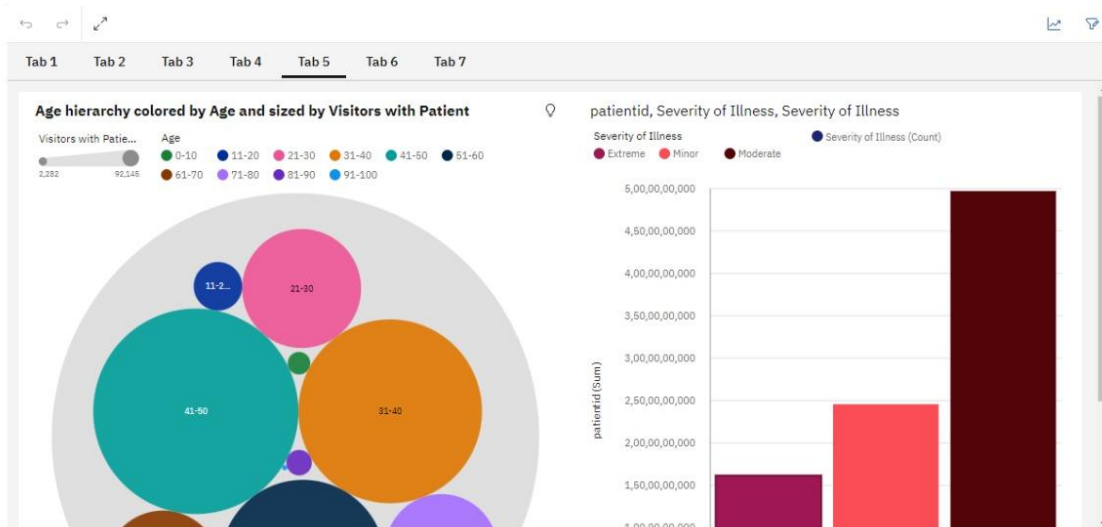 Tab 1 Tab 2 Tab 3 Tab 4 Tab 5 Tab 6 Tab 7
Age hierarchy colored by Age and sized by Visitors with Patient
Visitors with Patie...
2,282 92,145
Age
0-10 11-20 21-30 31-40 41-50 51-60
61-70 71-80 81-90 91-100
11-2...
21-30
41-50
31-40
patientid, Severity of Illness, Severity of Illness
Severity of Illness
Extreme Minor Moderate
Severity of Illness (Count)
patientid (Sum)
5,00,00,00,000
4,50,00,00,000
4,00,00,00,000
3,50,00,00,000
3,00,00,00,000
2,50,00,00,000
2,00,00,00,000
1,50,00,00,000
1,00,00,00,000